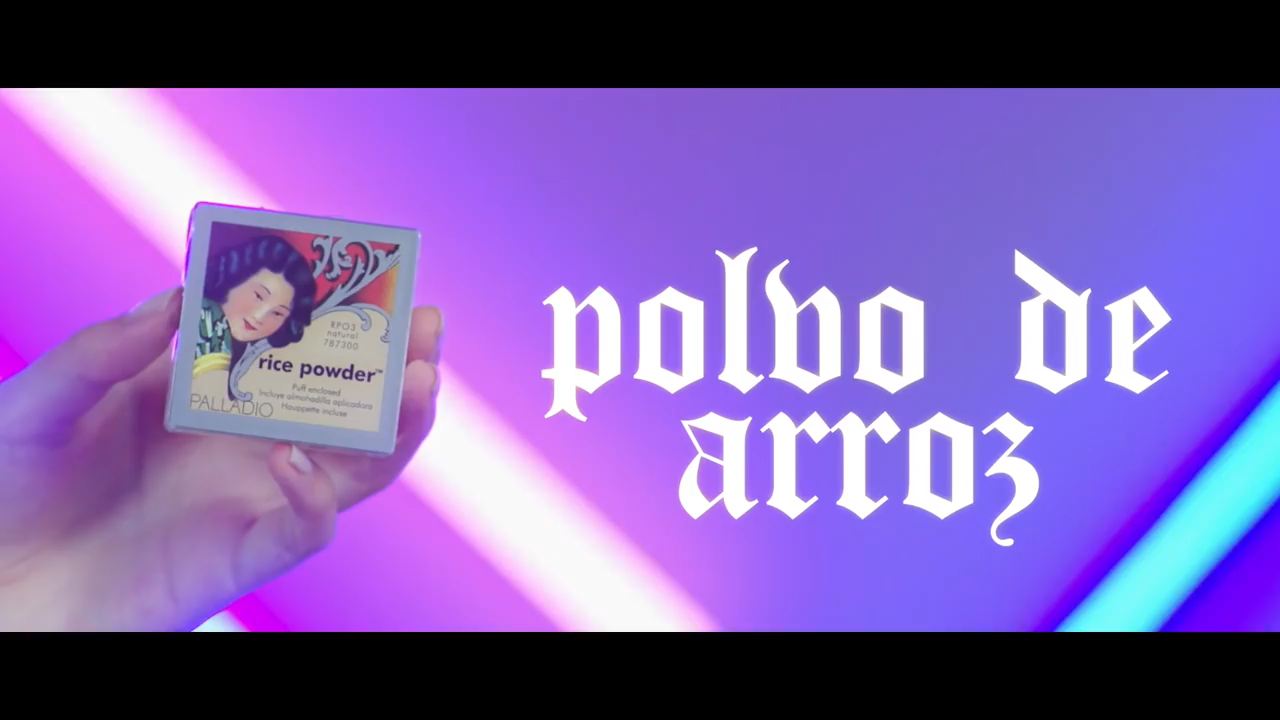 RPO3
natural
787300
rice powder™
Puff enclosed
Incluye almohadilla aplicadora
Houppette incluse
PALLADIO
polvo de
arroz